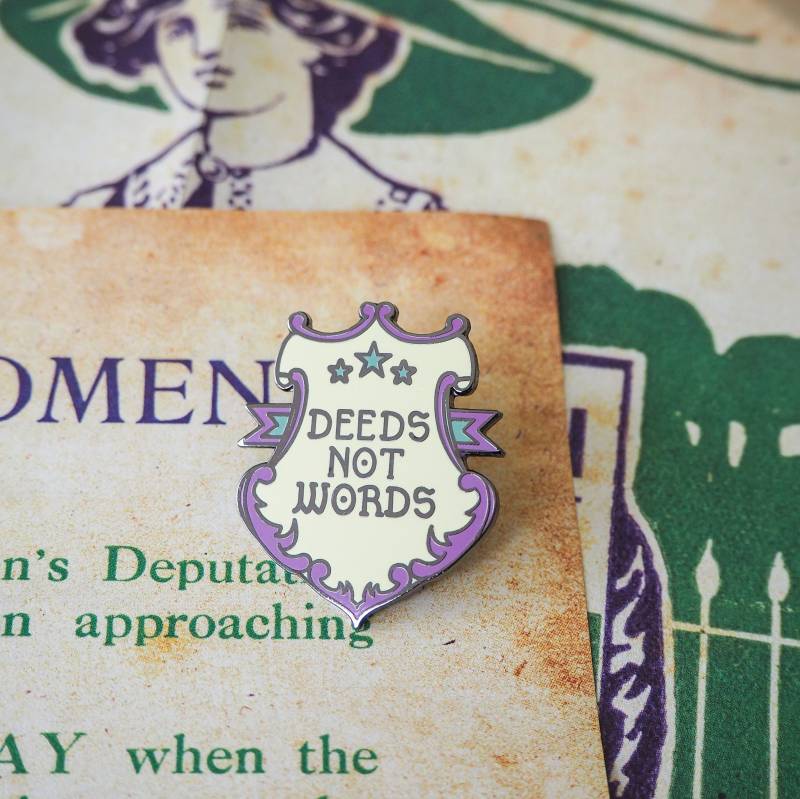 OMEN
DEEDS
NOT
WORDS
n's Deputat
n approaching
AY when the